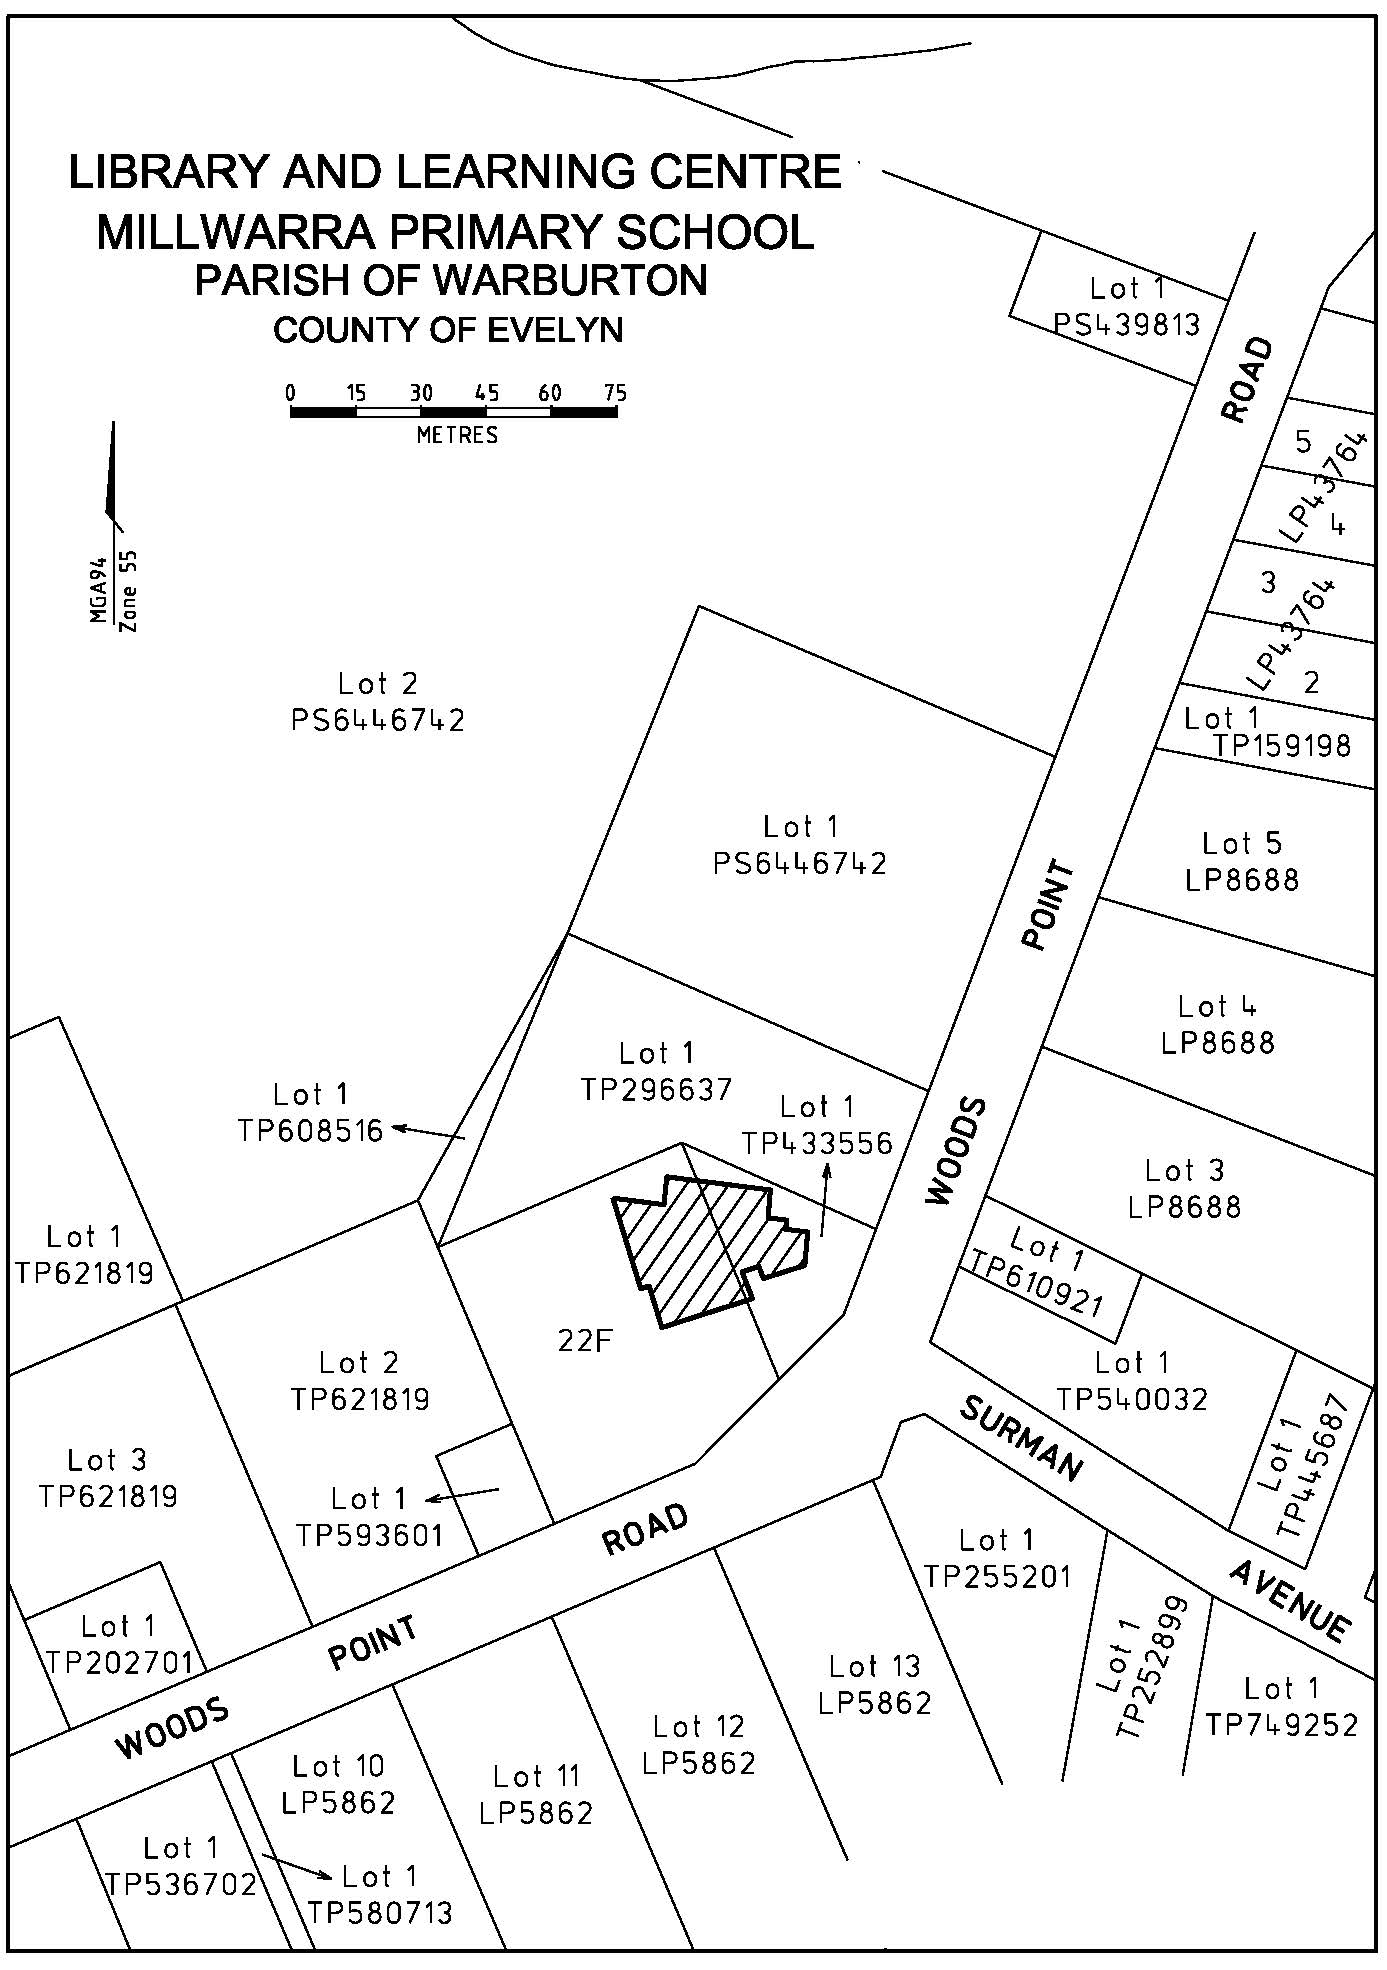 LIBRARY AND LEARNING CENTRE
MILLWARRA PRIMARY SCHOOL
PARISH OF WARBURTON
COUNTY OF EVELYN
0 15 30 45 60 75
METRES
MGA94
Zone 55
Lot 1
PS439813
ROAD
5
LP43764
4
3
LP43764
2
Lot 1
TP159198
Lot 2
PS6446742
Lot 1
PS6446742
Lot 5
LP8688
POINT
Lot 4
LP8688
Lot 1
TP296637
Lot 1
TP608516
Lot 1
TP433556
WOODS
Lot 3
LP8688
Lot 1
TP621819
Lot 1
TP610921
22F
Lot 2
TP621819
Lot 1
TP540032
SURMAN
Lot 1
TP445687
Lot 3
TP621819
Lot 1
TP593601
ROAD
Lot 1
TP255201
AVENUE
Lot 1
TP202701
POINT
WOODS
Lot 13
LP5862
Lot 1
TP252899
Lot 1
TP749252
Lot 12
LP5862
Lot 10
LP5862
Lot 11
LP5862
Lot 1
TP536702
Lot 1
TP580713